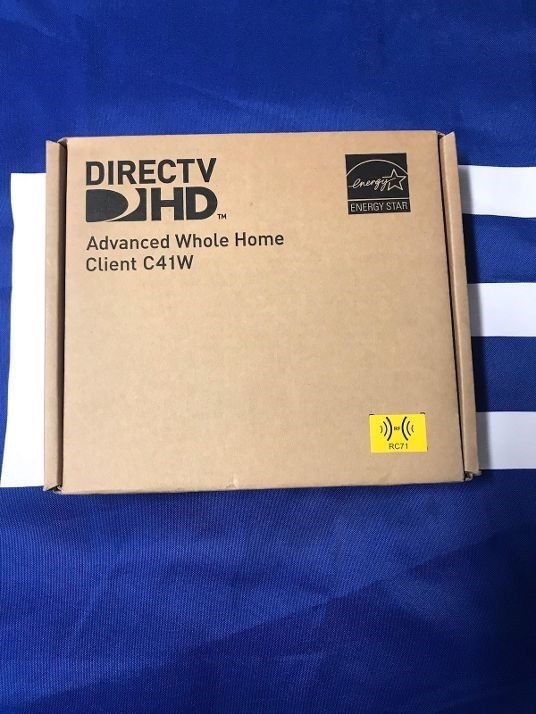 DIRECTV
HD™
Advanced Whole Home
Client C41W
energy
ENERGY STAR
RF
RC71